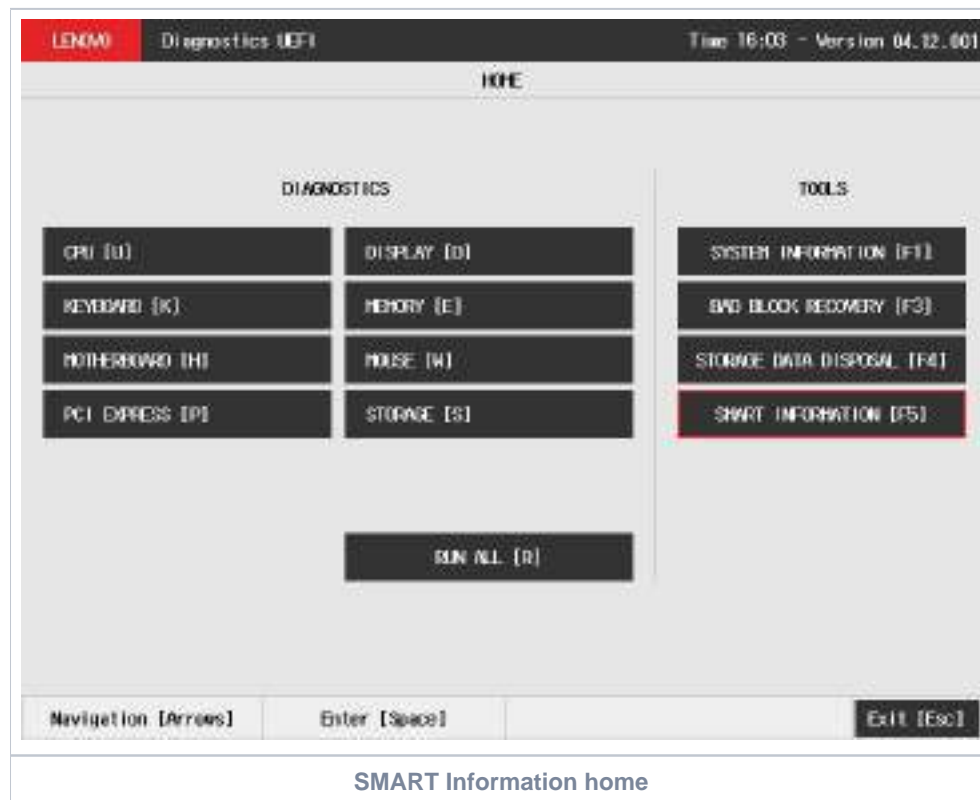 LENOVO Diagnostics UEFI Time 16:03 - Version 04.12.001
HOME
DIAGNOSTICS TOOLS
CPU [U] DISPLAY [D] SYSTEM INFORMATION [F1]
KEYBOARD [K] MEMORY [E] BAD BLOCK RECOVERY [F3]
MOTHERBOARD [H] MOUSE [W] STORAGE DATA DISPOSAL [F4]
PCI EXPRESS [P] STORAGE [S] SMART INFORMATION [F5]
RUN ALL [R]
Navigation [Arrows] Enter [Space] Exit [Esc]
SMART Information home